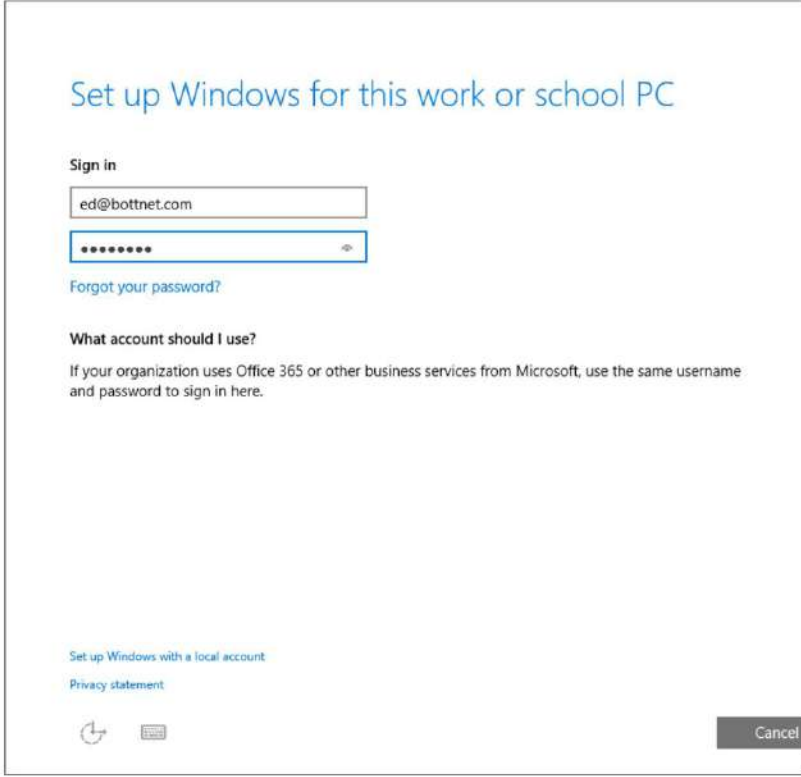 Set up Windows for this work or school PC
Sign in
ed@bottnet.com
••••••••
Forgot your password?
What account should I use?
If your organization uses Office 365 or other business services from Microsoft, use the same username
and password to sign in here.
Set up Windows with a local account
Privacy statement
Cancel